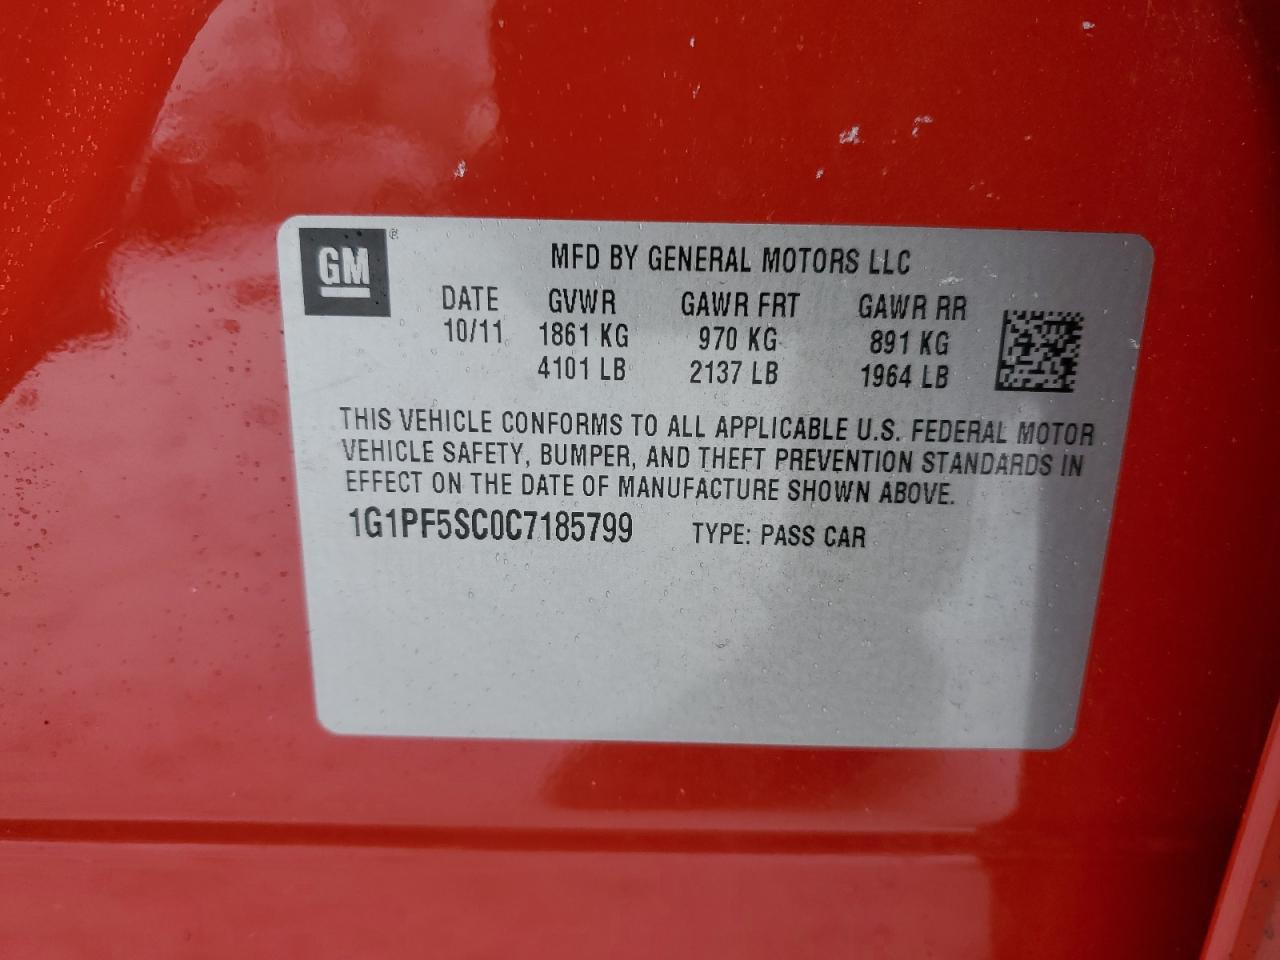 GM ®
MFD BY GENERAL MOTORS LLC
DATE GVWR GAWR FRT GAWR RR
10/11 1861 KG 970 KG 891 KG
4101 LB 2137 LB 1964 LB
THIS VEHICLE CONFORMS TO ALL APPLICABLE U.S. FEDERAL MOTOR
VEHICLE SAFETY, BUMPER, AND THEFT PREVENTION STANDARDS IN
EFFECT ON THE DATE OF MANUFACTURE SHOWN ABOVE.
1G1PF5SC0C7185799 TYPE: PASS CAR